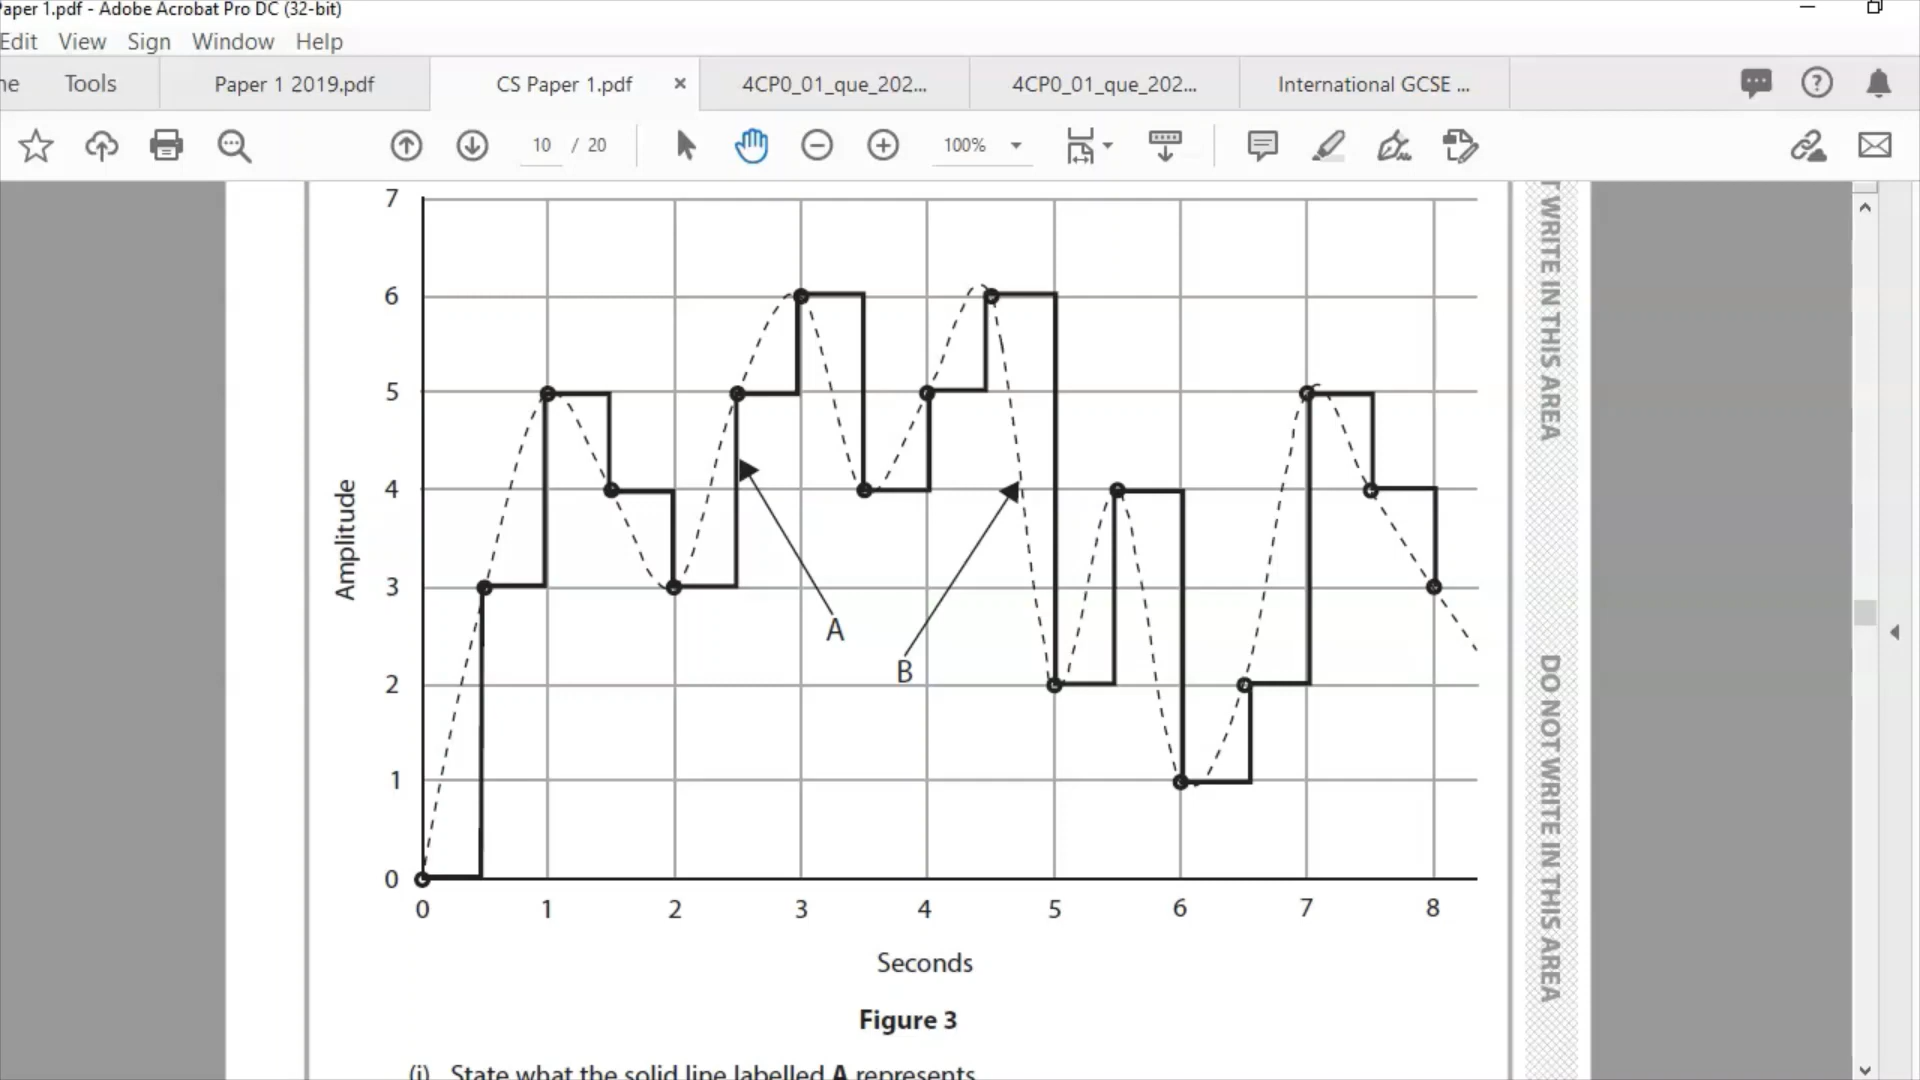 Paper 1.pdf - Adobe Acrobat Pro DC (32-bit)
Edit View Sign Window Help
Tools Paper 1 2019.pdf CS Paper 1.pdf × 4CP0_01_que_202... 4CP0_01_que_202... International GCSE ...
10 / 20 100%
7
6
5
4
3
2
1
0
Amplitude
A
B
0 1 2 3 4 5 6 7 8
Seconds
Figure 3
(i) State what the solid line labelled A represents
T WRITE IN THIS AREA
DO NOT WRITE IN THIS AREA